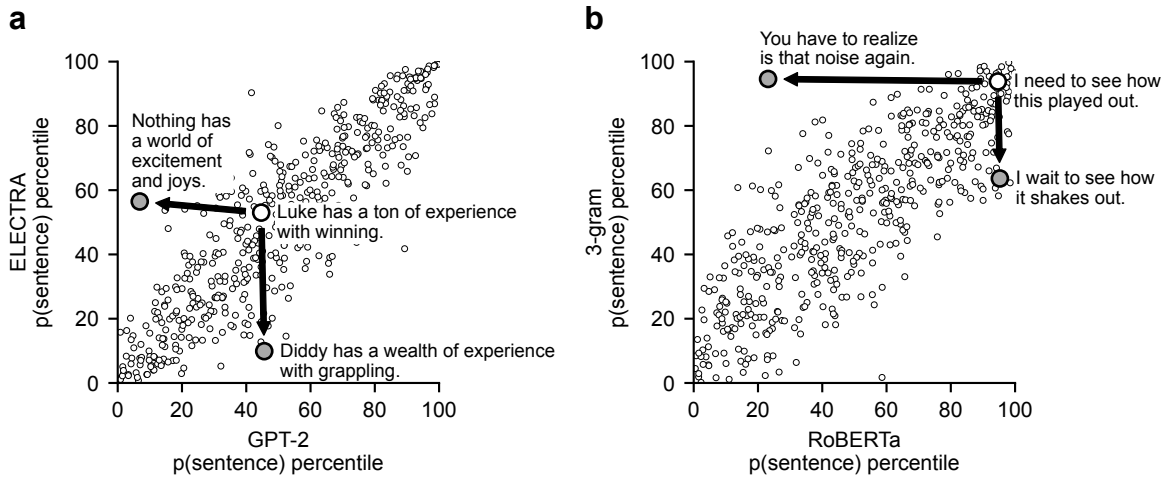 a
ELECTRA
p(sentence) percentile
100
80
60
40
20
0
Nothing has
a world of
excitement
and joys.
Luke has a ton of experience
with winning.
Diddy has a wealth of experience
with grappling.
0 20 40 60 80 100
GPT-2
p(sentence) percentile
b
3-gram
p(sentence) percentile
100
80
60
40
20
0
You have to realize
is that noise again.
I need to see how
this played out.
I wait to see how
it shakes out.
0 20 40 60 80 100
RoBERTa
p(sentence) percentile